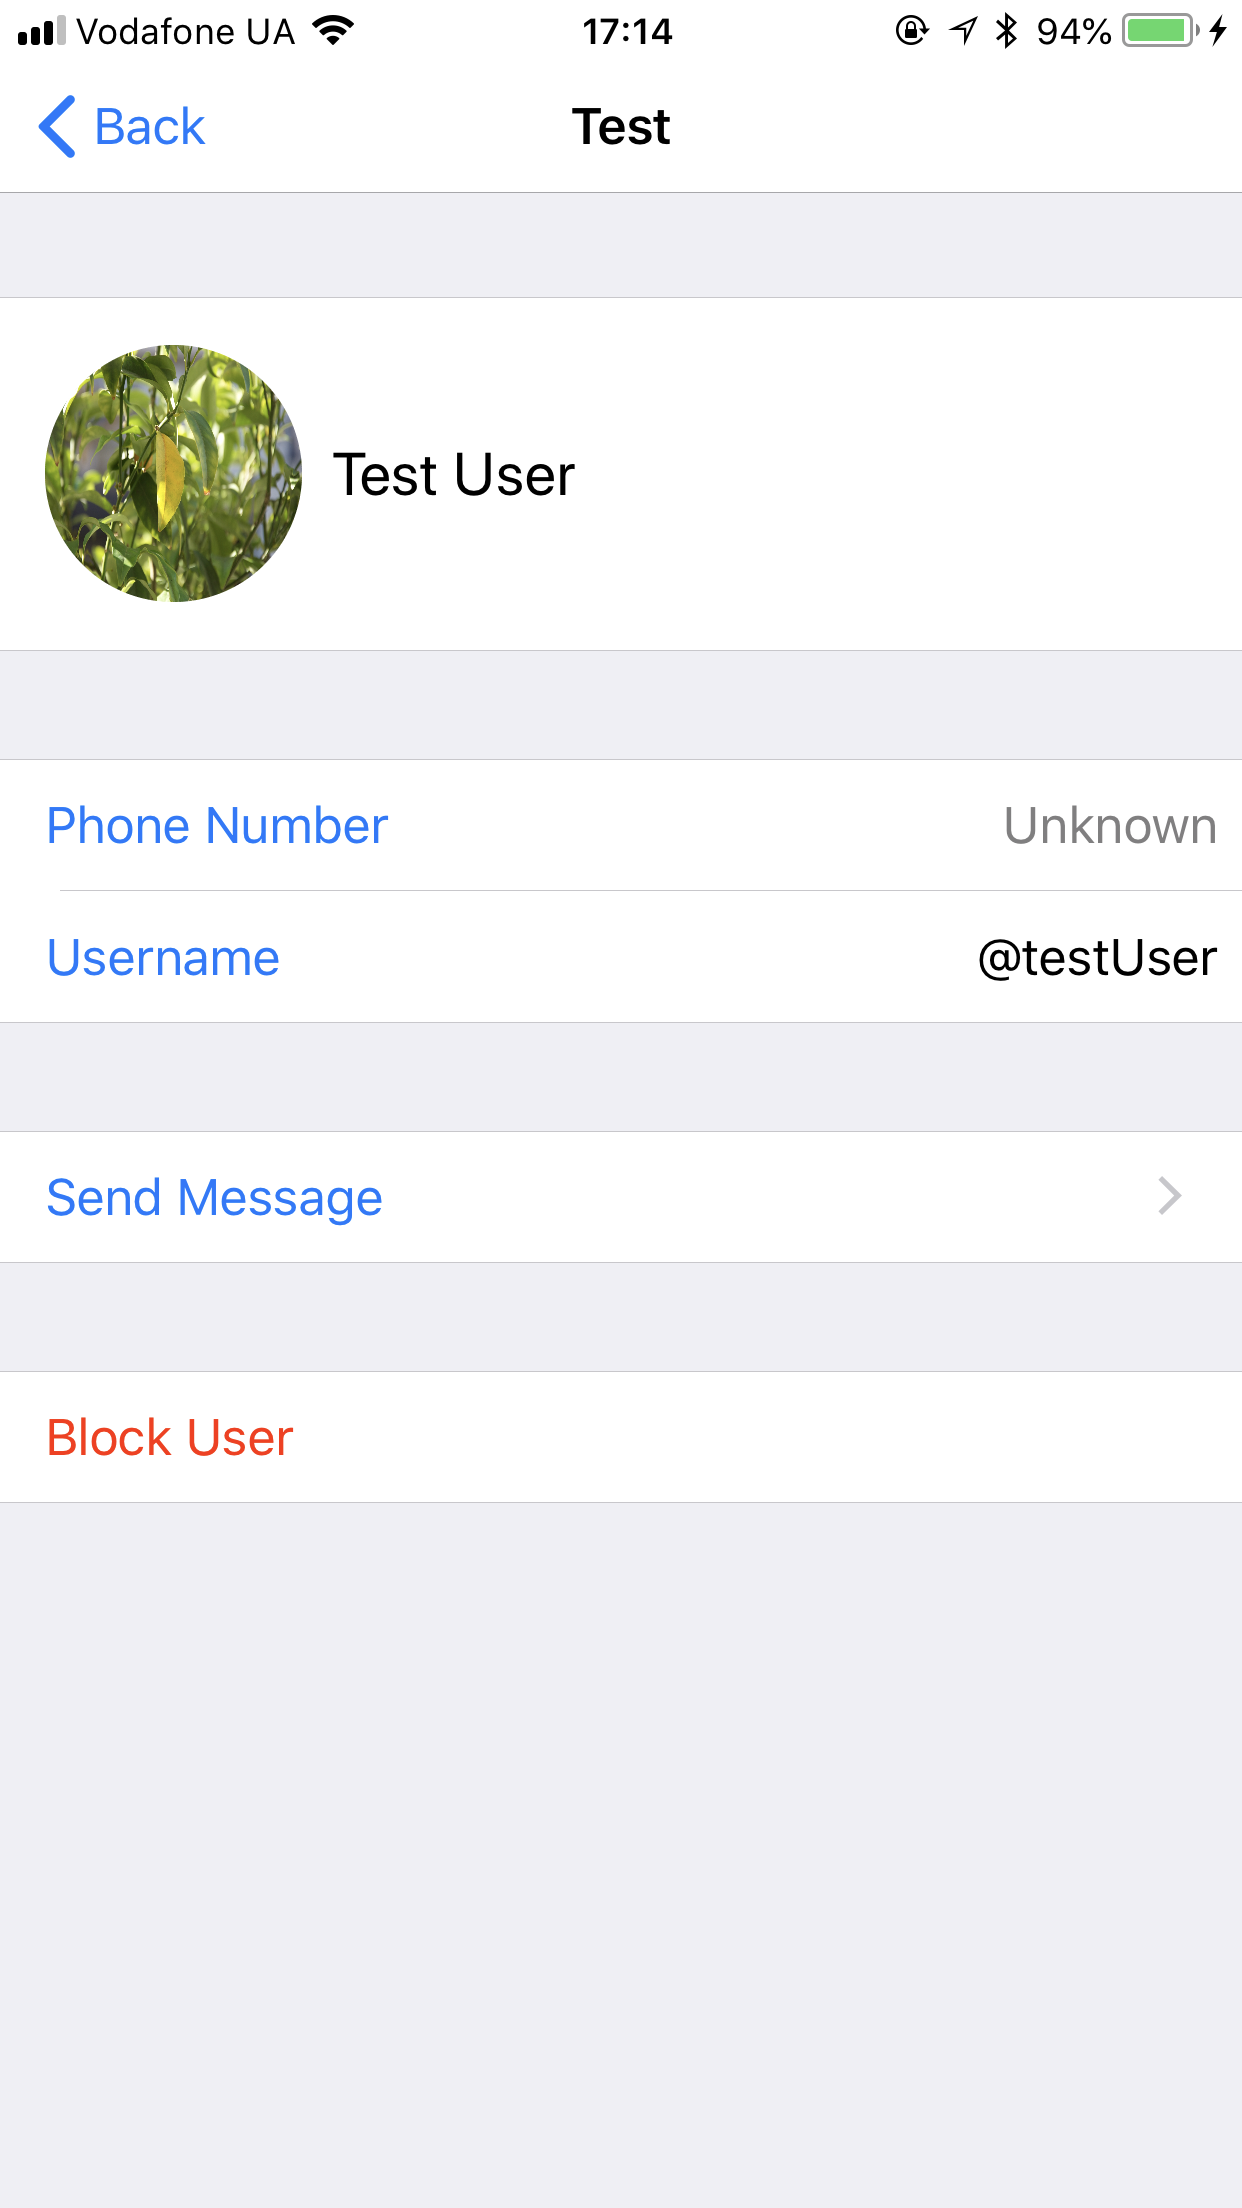 Vodafone UA 17:14 94%
Back Test
Test User
Phone Number Unknown
Username @testUser
Send Message
Block User